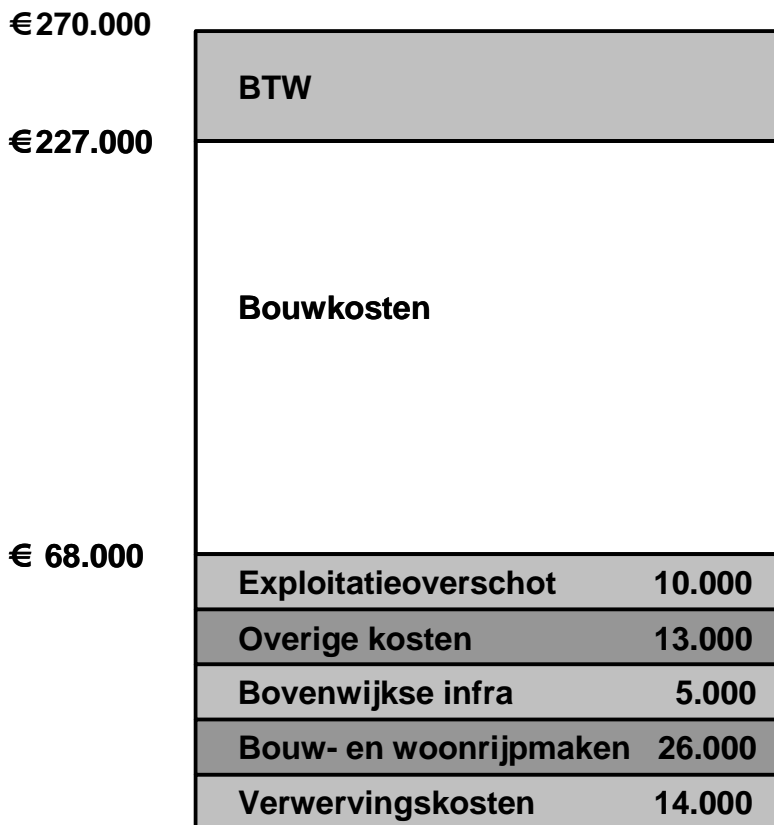 €270.000
BTW
€227.000
Bouwkosten
€ 68.000
Exploitatieoverschot 10.000
Overige kosten 13.000
Bovenwijkse infra 5.000
Bouw- en woonrijpmaken 26.000
Verwervingskosten 14.000